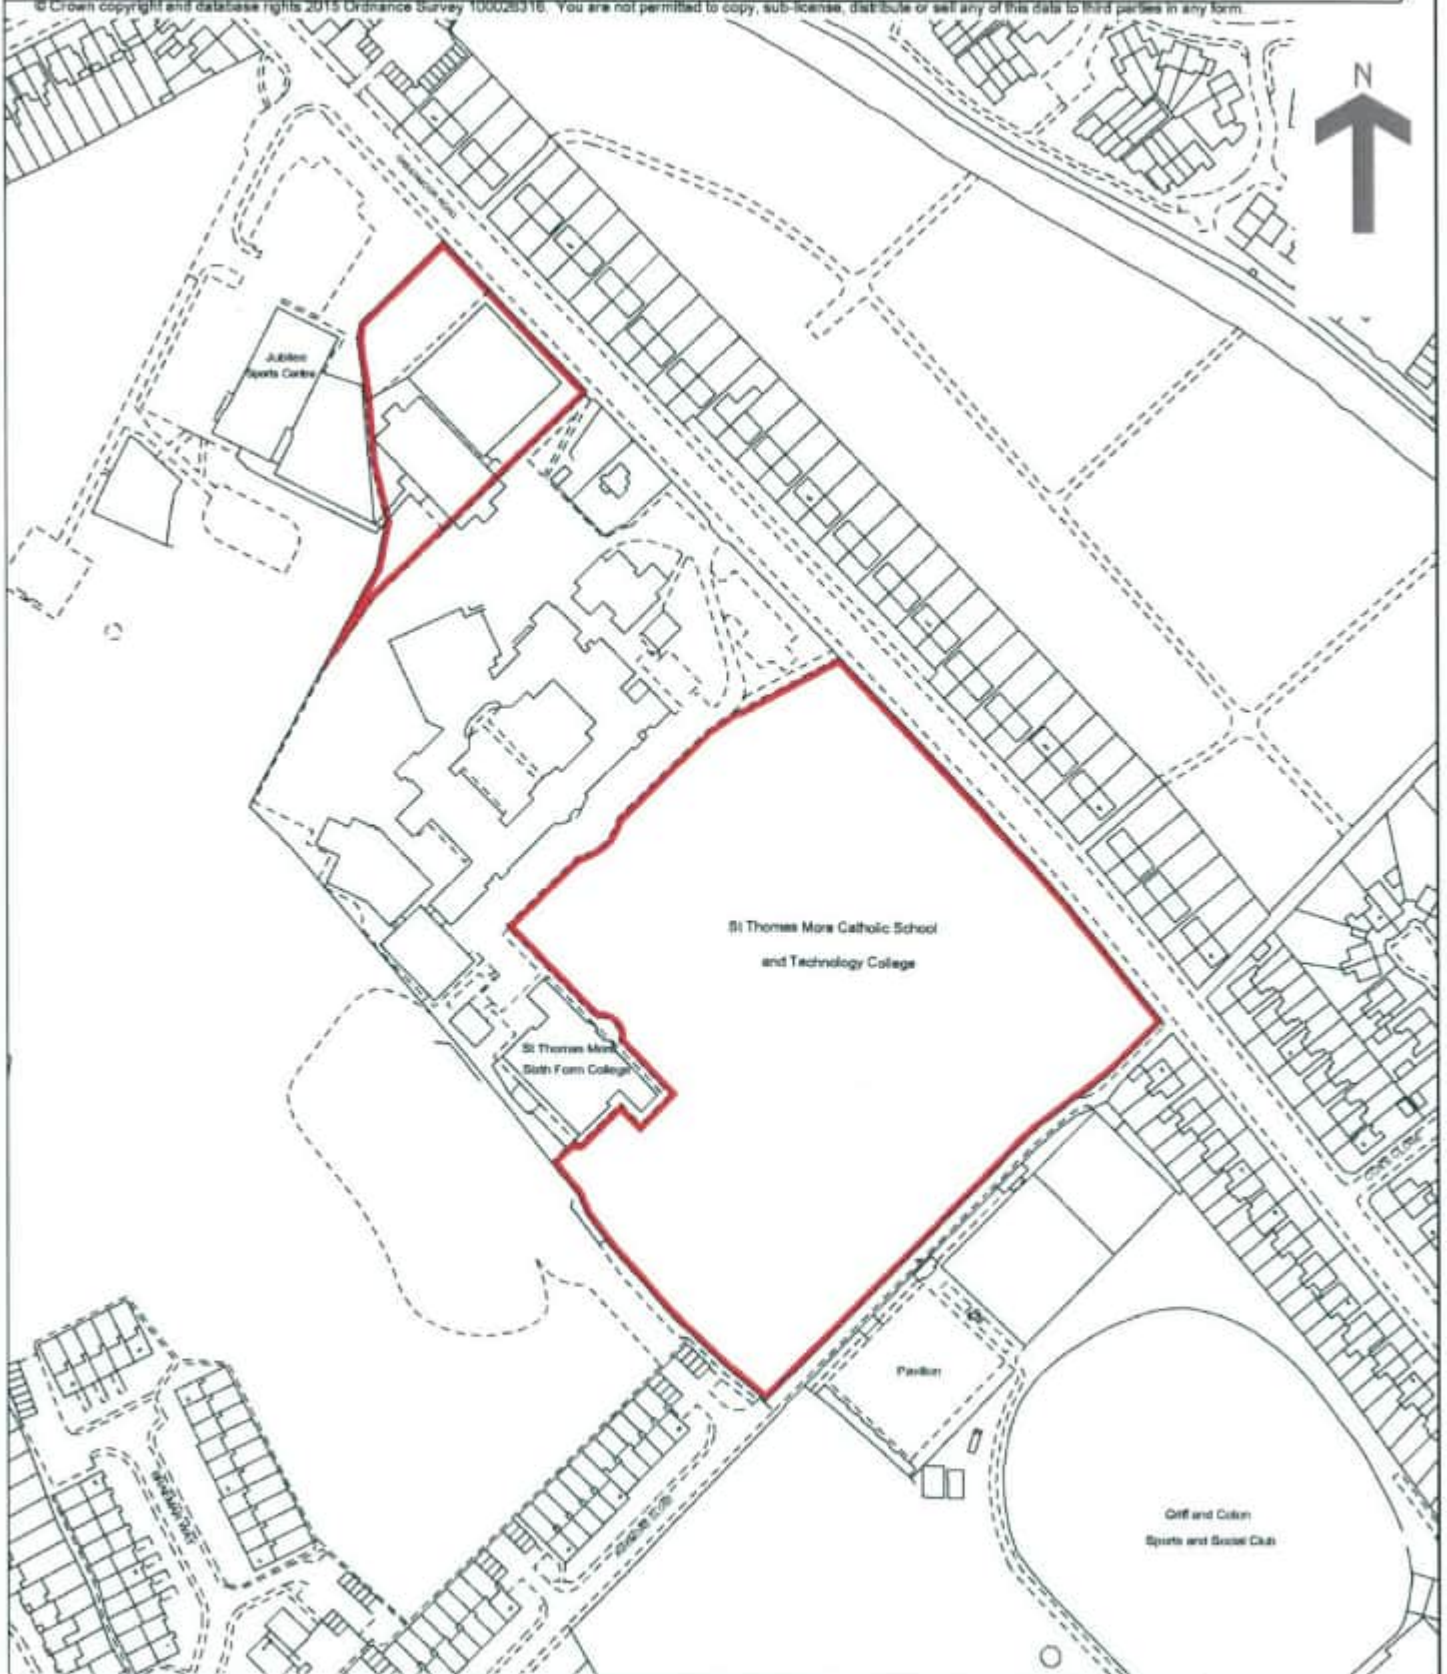 © Crown copyright and database rights 2015 Ordnance Survey 100028316. You are not permitted to copy, sub-license, distribute or sell any of this data to third parties in any form.
N
Jubilee
Sports Centre
St Thomas More Catholic School
and Technology College
St Thomas More
Sixth Form College
Pavilion
Griff and Coton
Sports and Social Club